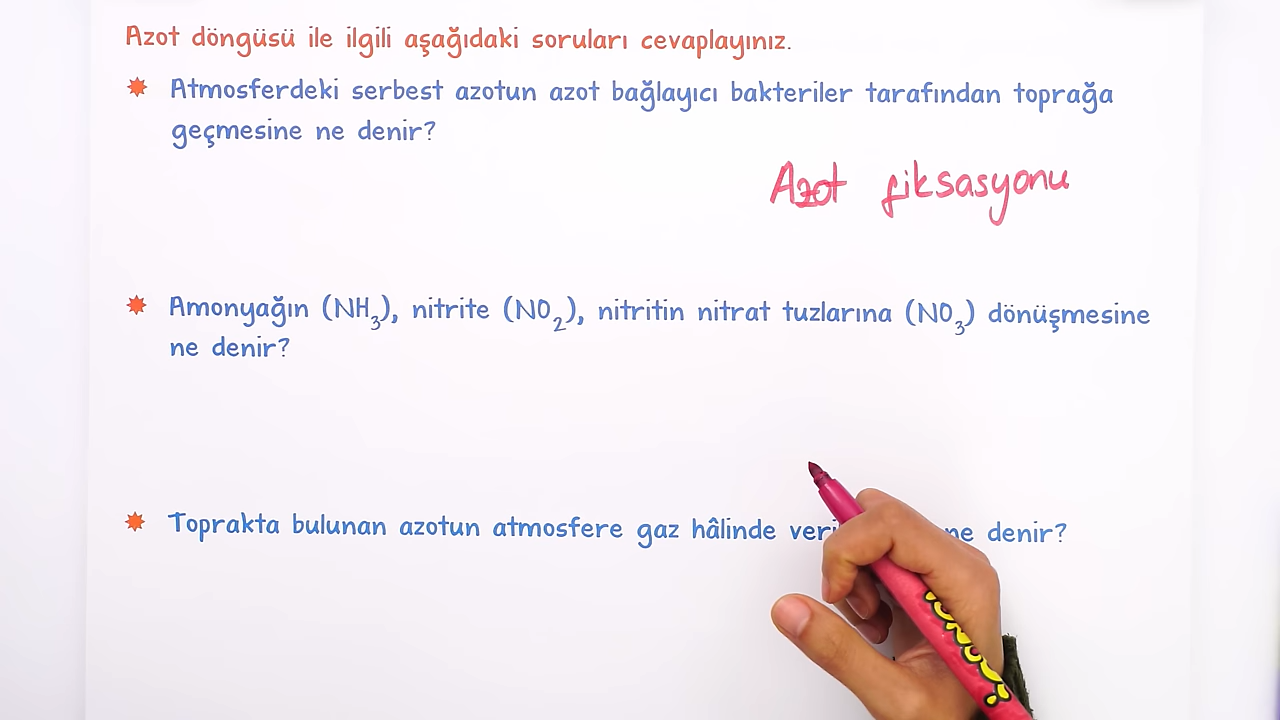 Azot döngüsü ile ilgili aşağıdaki soruları cevaplayınız.
Atmosferdeki serbest azotun azot bağlayıcı bakteriler tarafından toprağa
geçmesine ne denir?
Azot fiksasyonu
Amonyağın (NH3), nitrite (NO2), nitritin nitrat tuzlarına (NO3) dönüşmesine
ne denir?
Toprakta bulunan azotun atmosfere gaz hâlinde ne denir?